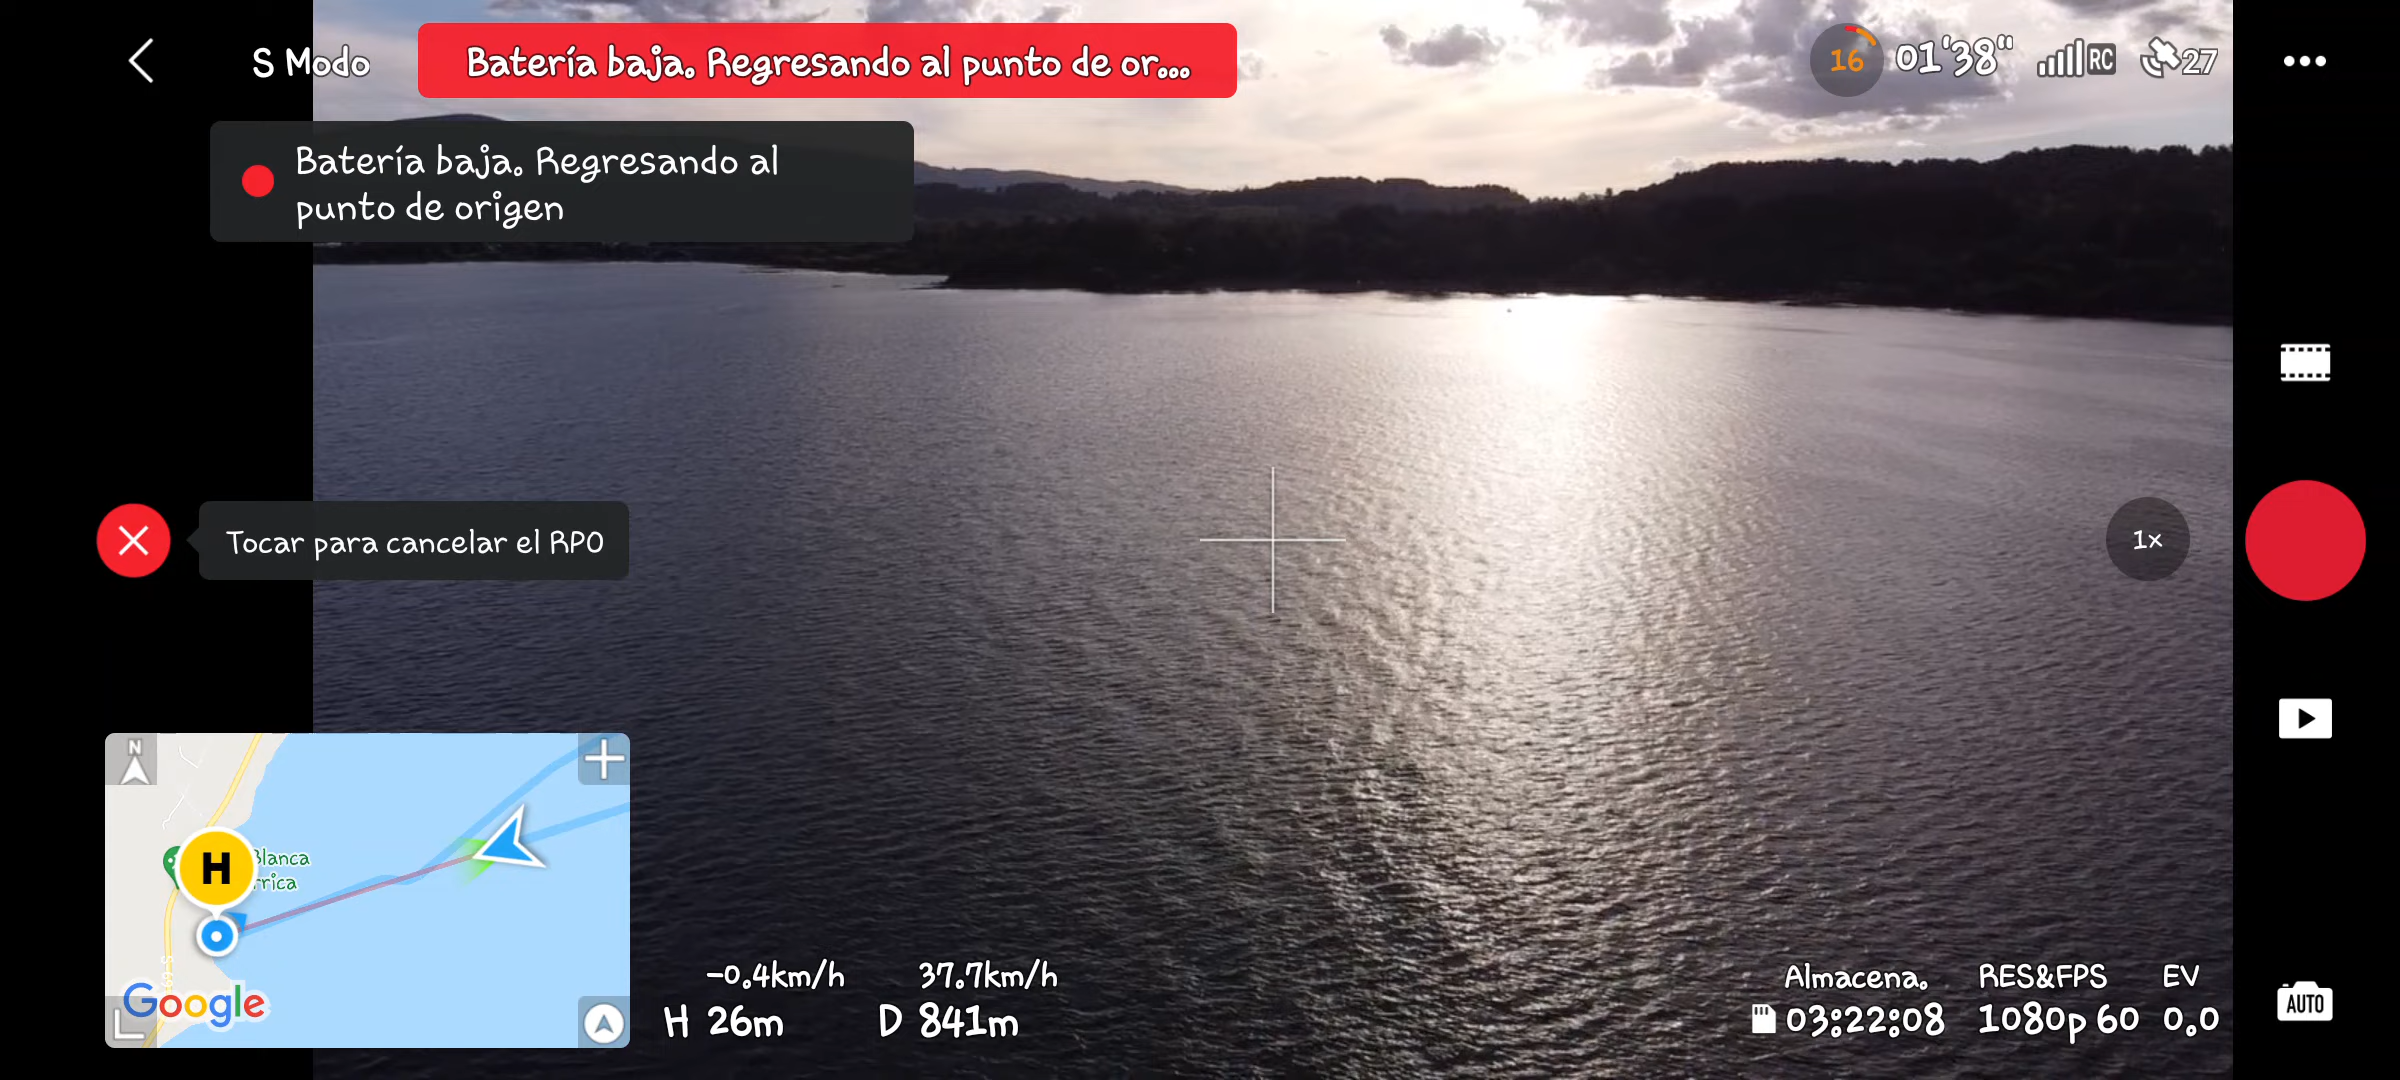 S Modo
Batería baja. Regresando al punto de or...
16
01'38"
RC
27
Batería baja. Regresando al
punto de origen
Tocar para cancelar el RPO
1x
N
H
Blanca
rrica
Google
-0.4km/h
37.7km/h
H 26m
D 841m
Almacena.
RES&FPS
EV
03:22:08
1080p 60
0.0
AUTO